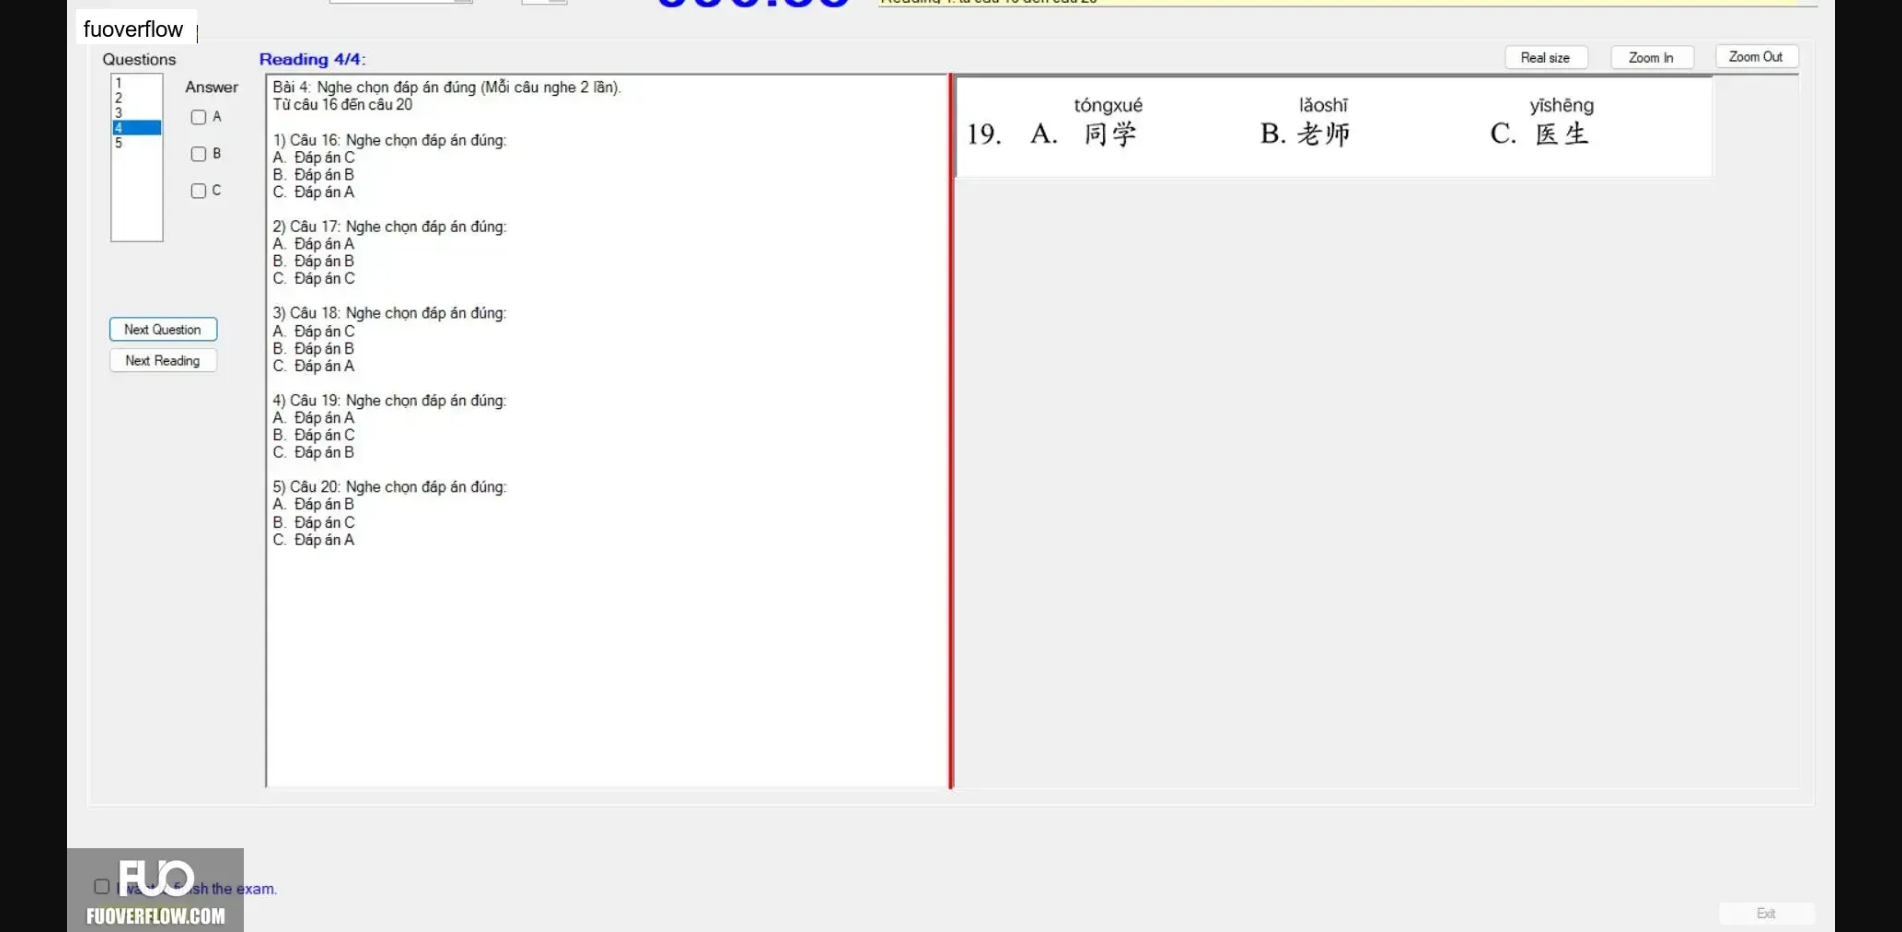 fuoverflow
Questions
Reading 4/4:
Real size
Zoom In
Zoom Out
1
2
3
4
5
Answer
A
B
C
Next Question
Next Reading
Bài 4: Nghe chọn đáp án đúng (Mỗi câu nghe 2 lần).
Từ câu 16 đến câu 20
1) Câu 16: Nghe chọn đáp án đúng:
A. Đáp án C
B. Đáp án B
C. Đáp án A
2) Câu 17: Nghe chọn đáp án đúng:
A. Đáp án A
B. Đáp án B
C. Đáp án C
3) Câu 18: Nghe chọn đáp án đúng:
A. Đáp án C
B. Đáp án B
C. Đáp án A
4) Câu 19: Nghe chọn đáp án đúng:
A. Đáp án A
B. Đáp án C
C. Đáp án B
5) Câu 20: Nghe chọn đáp án đúng:
A. Đáp án B
B. Đáp án C
C. Đáp án A
tóngxué lǎoshī yīshēng
19. A. 同学 B. 老师 C. 医生
FUO
the exam.
FUOVERFLOW.COM
Exit